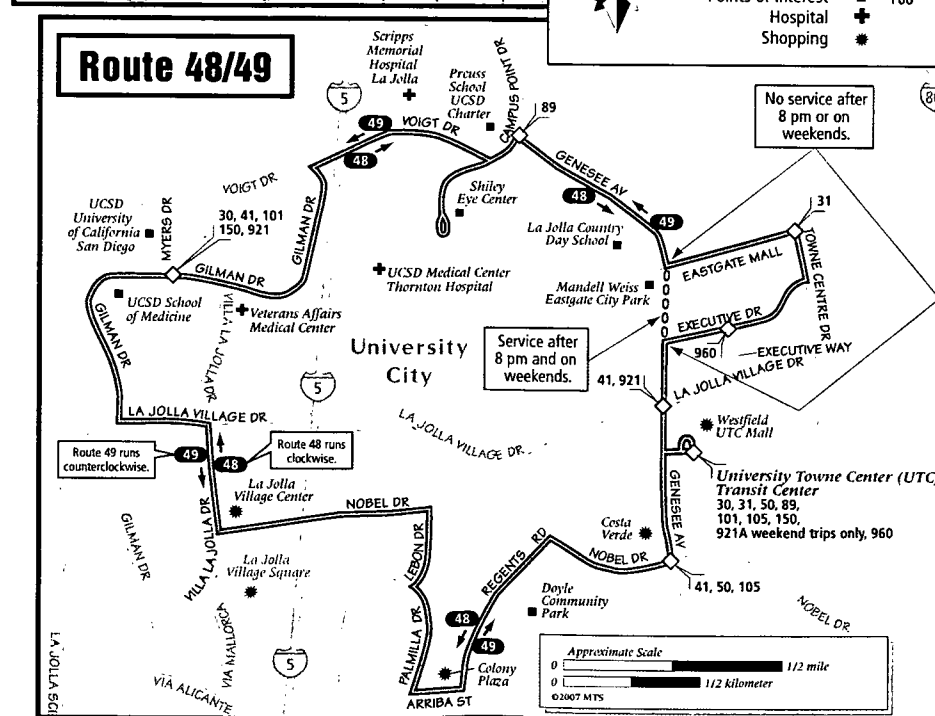 Hospital
Shopping
Route 48/49
Scripps
Memorial
Hospital
La Jolla
Preuss
School
UCSD
Charter
CAMPUS POINT DR
89
5
49
VOIGT DR
48
No service after
8 pm or on
weekends.
GENESEE AV
VOIGT DR
Shiley
Eye Center
48
49
UCSD
University
of California
San Diego
MYERS DR
30, 41, 101
150, 921
GILMAN DR
La Jolla Country
Day School
31
EASTGATE MALL
TOWNE CENTRE DR
GILMAN DR
UCSD Medical Center
Thornton Hospital
Mandell Weiss
Eastgate City Park
UCSD School
of Medicine
GILMAN DR
VILLA LA JOLLA DR
Veterans Affairs
Medical Center
EXECUTIVE DR
University
City
Service after
8 pm and on
weekends.
960
EXECUTIVE WAY
LA JOLLA VILLAGE DR
41, 921
5
LA JOLLA VILLAGE DR
LA JOLLA VILLAGE DR
Westfield
UTC Mall
Route 49 runs
counterclockwise.
49
48
Route 48 runs
clockwise.
La Jolla
Village Center
University Towne Center (UTC)
Transit Center
30, 31, 50, 89,
101, 105, 150,
921A weekend trips only, 960
GENESEE AV
NOBEL DR
Costa
Verde
VILLA LA JOLLA DR
GILMAN DR
LEBON DR
REGENTS RD
NOBEL DR
La Jolla
Village Square
41, 50, 105
Doyle
Community
Park
NOBEL DR
48
49
PALMILLA DR
VIA MALLORCA
5
Colony
Plaza
VIA ALICANTE
ARRIBA ST
LA JOLLA
Approximate Scale
0 1/2 mile
0 1/2 kilometer
©2007 MTS